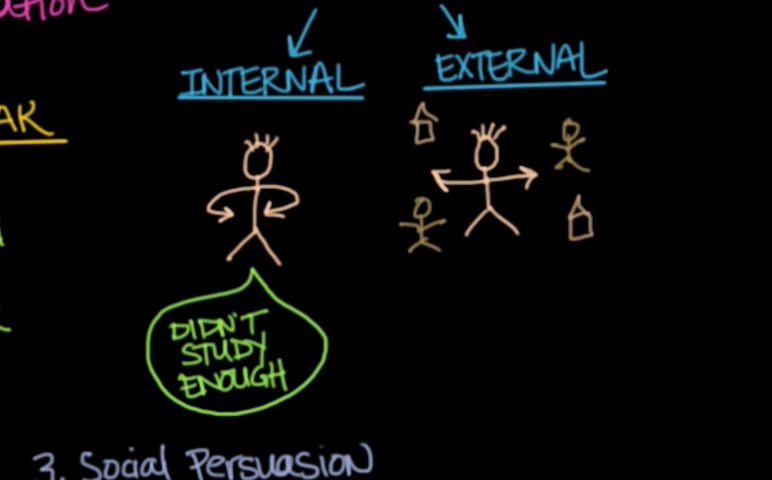 INTERNAL
EXTERNAL
DIDN'T
STUDY
ENOUGH
3. Social Persuasion